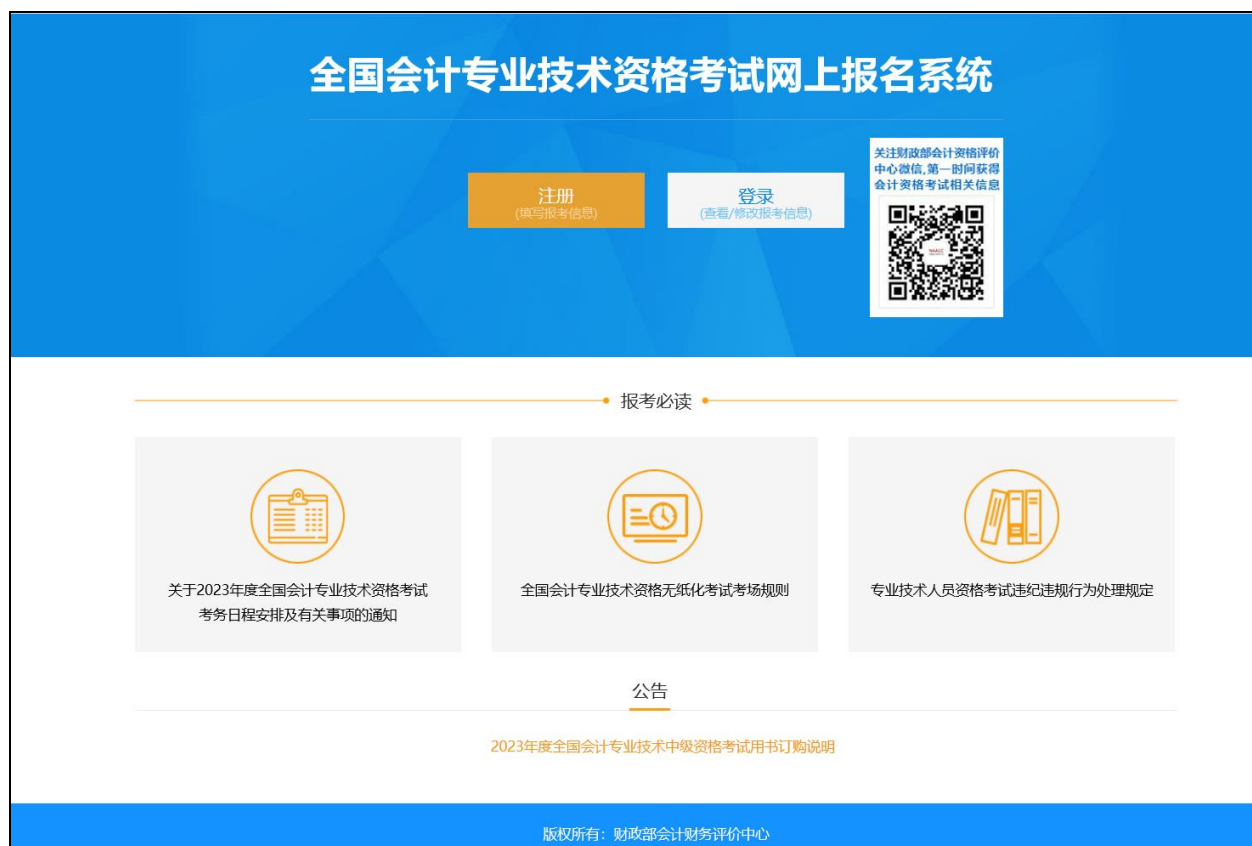 全国会计专业技术资格考试网上报名系统
关注财政部会计资格评价
中心微信,第一时间获得
会计资格考试相关信息
注册
(填写报考信息)
登录
(查看/修改报考信息)
报考必读
关于2023年度全国会计专业技术资格考试
考务日程安排及有关事项的通知
全国会计专业技术资格无纸化考试考场规则
专业技术人员资格考试违纪违规行为处理规定
公告
2023年度全国会计专业技术中级资格考试用书订购说明
版权所有：财政部会计财务评价中心